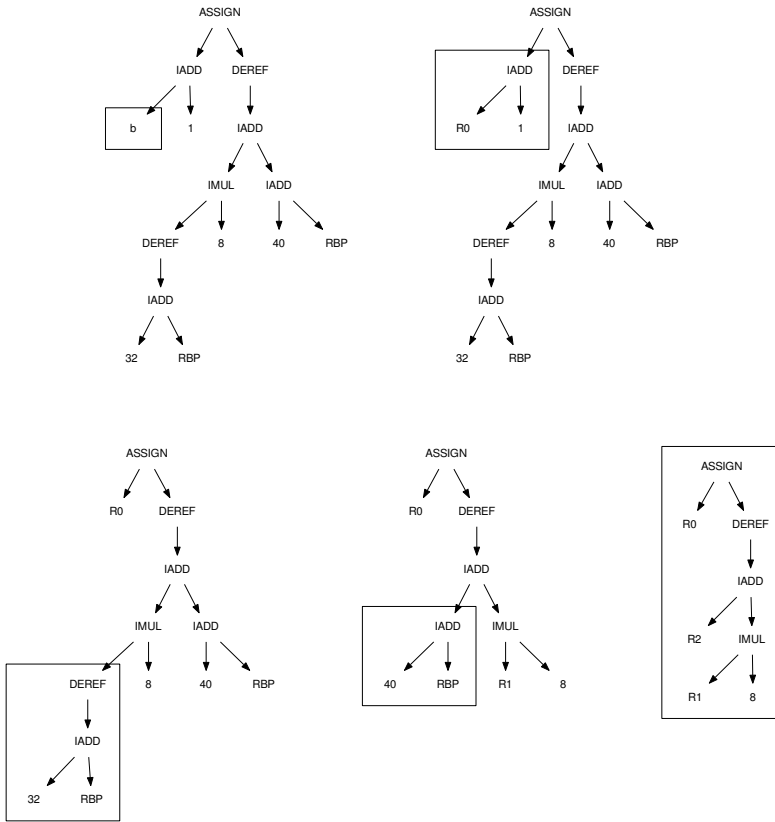 ASSIGN ASSIGN
IADD DEREF IADD DEREF
b 1 IADD R0 1 IADD
IMUL IADD IMUL IADD
DEREF 8 40 RBP DEREF 8 40 RBP
IADD IADD
32 RBP 32 RBP
ASSIGN ASSIGN ASSIGN
R0 DEREF R0 DEREF R0 DEREF
IADD IADD IADD
IMUL IADD IADD IMUL R2 IMUL
DEREF 8 40 RBP 40 RBP R1 8 R1 8
IADD
32 RBP